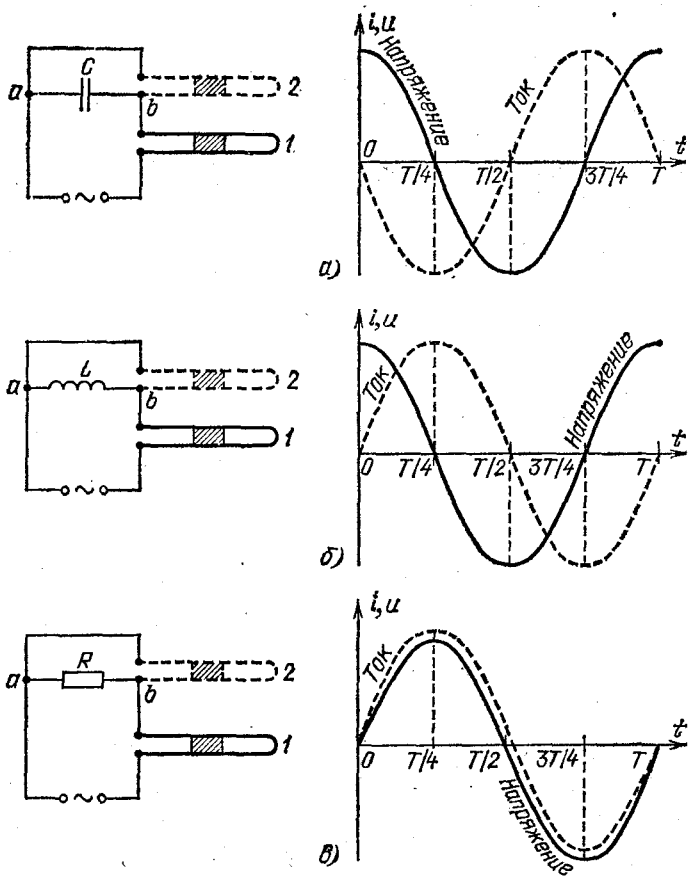 i,u
C
a
b
2
1
~
Напряжение
Ток
0
T/4
T/2
3T/4
T
t
а)
i,u
L
a
b
2
1
~
Ток
Напряжение
0
T/4
T/2
3T/4
T
t
б)
i,u
R
a
b
2
1
~
Ток
Напряжение
0
T/4
T/2
3T/4
T
t
в)